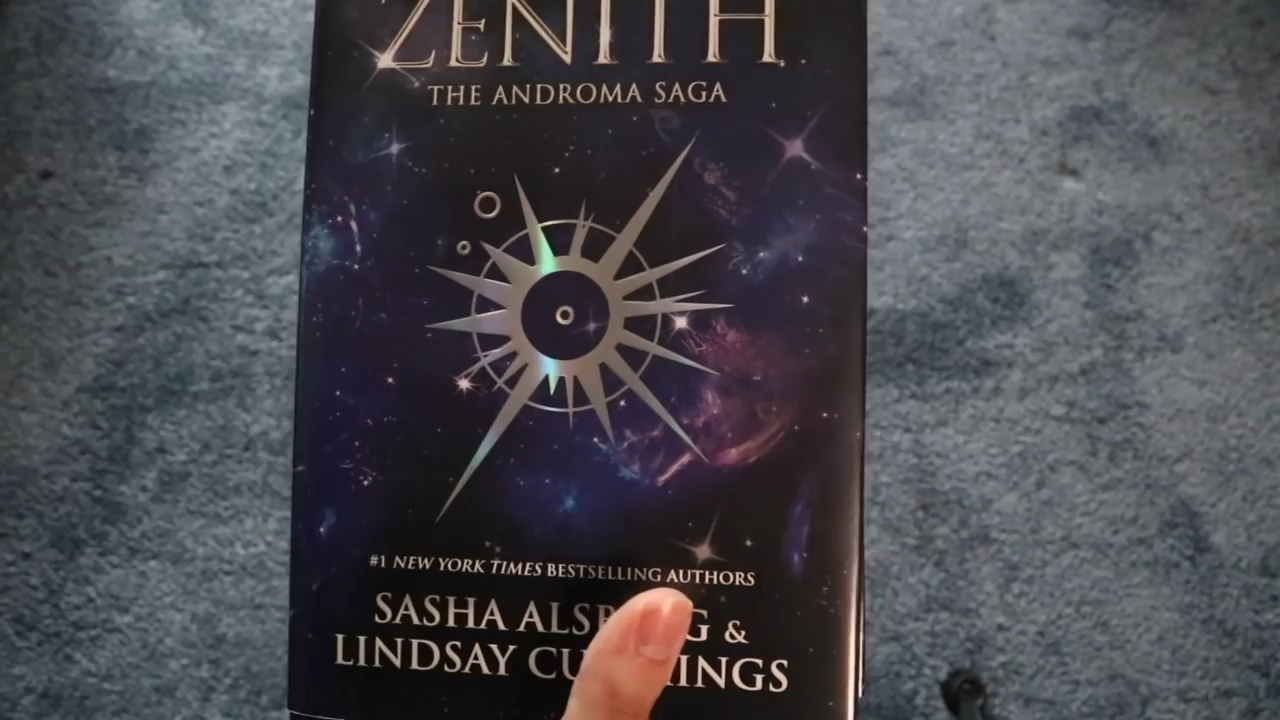 ZENITH
THE ANDROMA SAGA
#1 NEW YORK TIMES BESTSELLING AUTHORS
SASHA &
LINDSAY